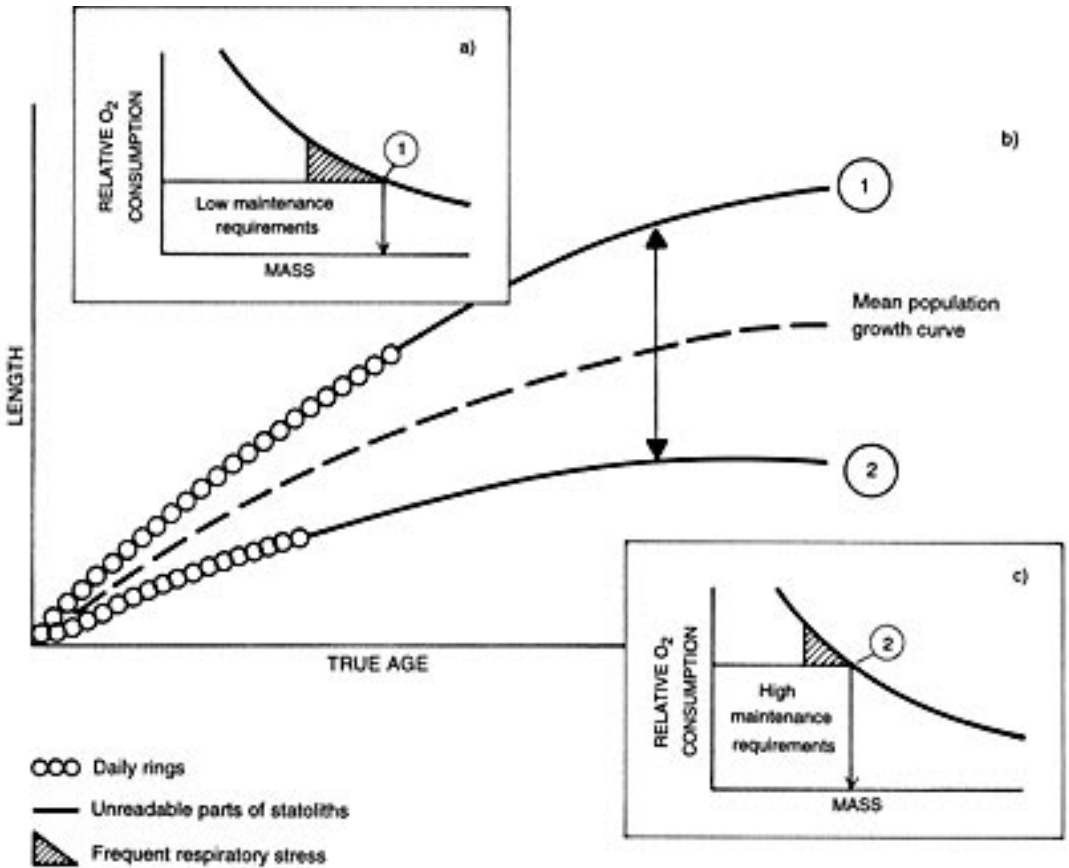 a)
RELATIVE O₂
CONSUMPTION
1
Low maintenance
requirements
MASS
b)
1
Mean population
growth curve
LENGTH
2
TRUE AGE
c)
RELATIVE O₂
CONSUMPTION
2
High
maintenance
requirements
MASS
Daily rings
Unreadable parts of statoliths
Frequent respiratory stress